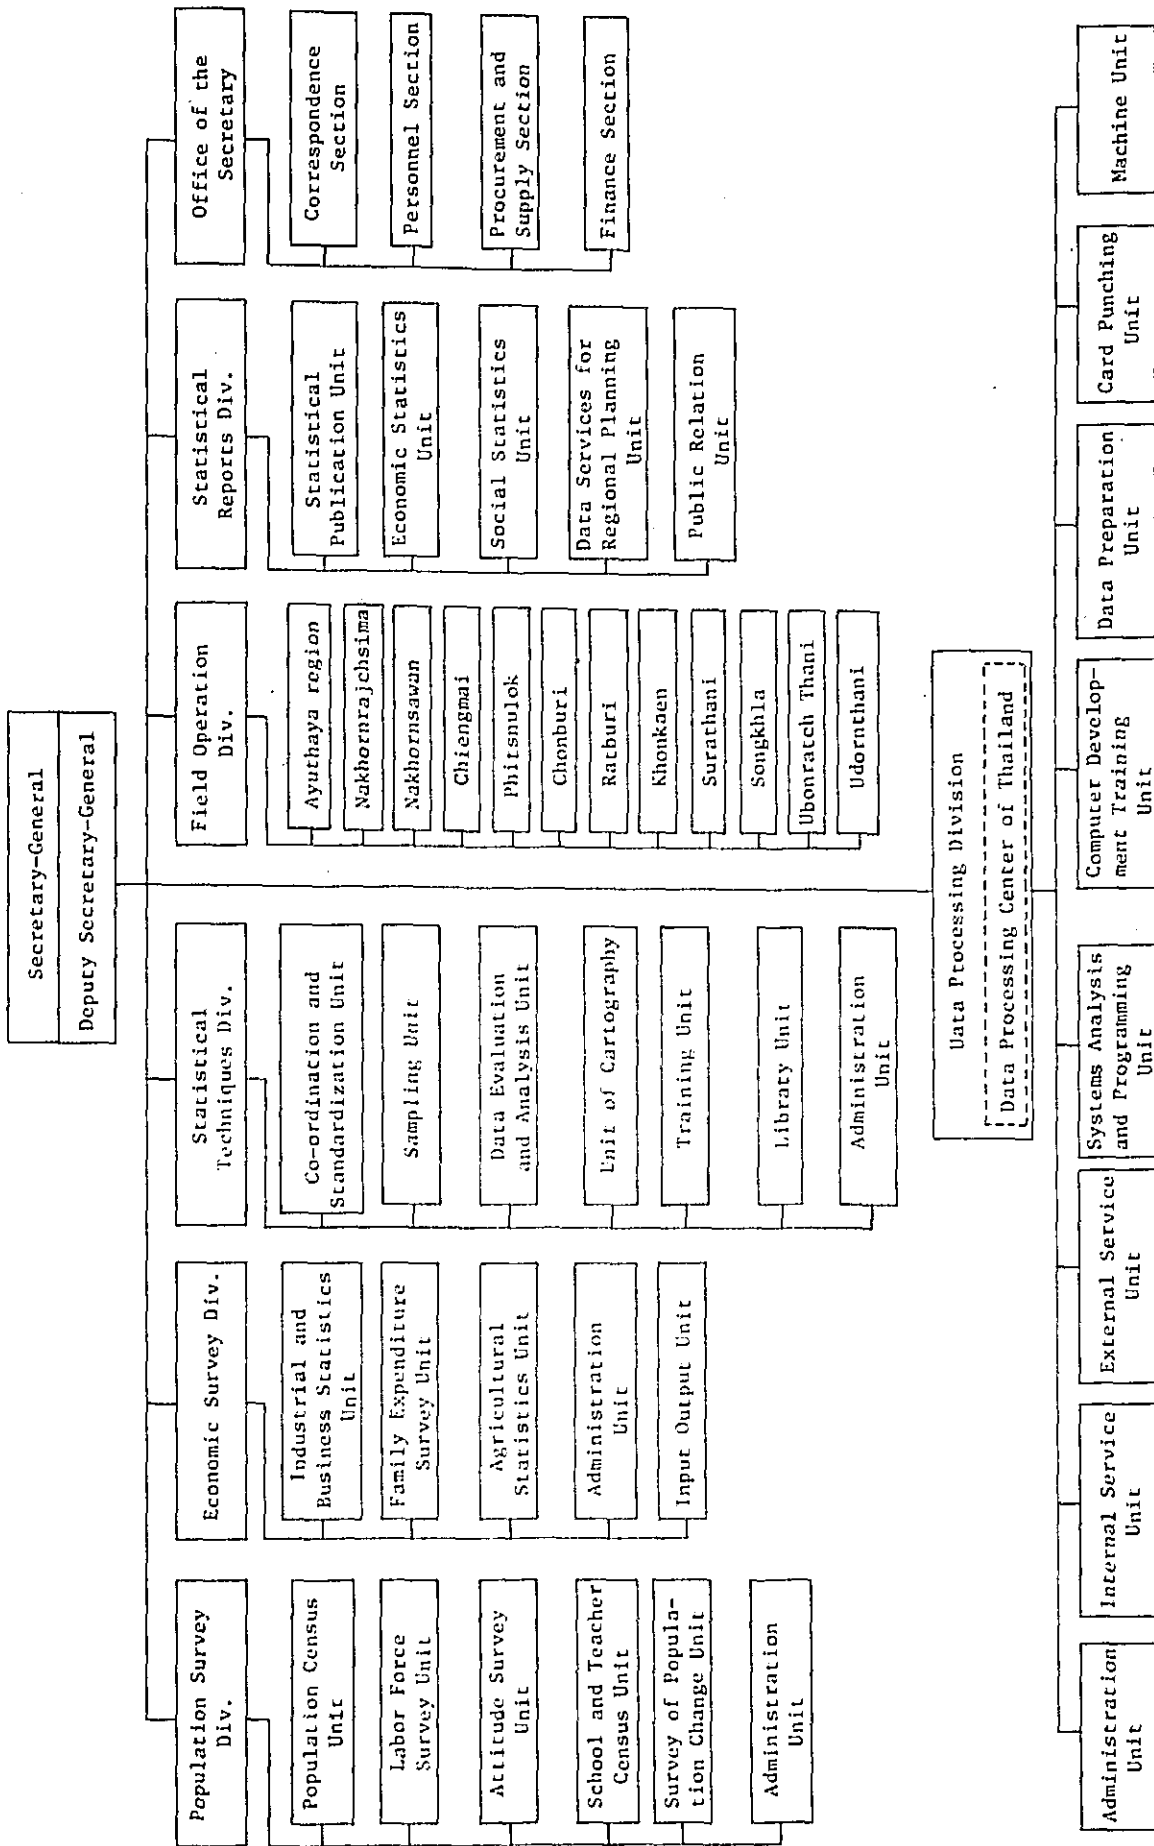 Secretary-General
Deputy Secretary-General
Population Survey
Div.
Population Census
Unit
Labor Force
Survey Unit
Attitude Survey
Unit
School and Teacher
Census Unit
Survey of Popula-
tion Change Unit
Administration
Unit
Economic Survey Div.
Industrial and
Business Statistics
Unit
Family Expenditure
Survey Unit
Agricultural
Statistics Unit
Administration
Unit
Input Output Unit
Statistical
Techniques Div.
Co-ordination and
Standardization Unit
Sampling Unit
Data Evaluation
and Analysis Unit
Unit of Cartography
Training Unit
Library Unit
Administration
Unit
Field Operation
Div.
Ayuthaya region
Nakhornrajchsima
Nakhornsawan
Chiengmai
Phitsnulok
Chonburi
Ratburi
Khonkaen
Surathani
Songkhla
Ubonratch Thani
Udornthani
Statistical
Reports Div.
Statistical
Publication Unit
Economic Statistics
Unit
Social Statistics
Unit
Data Services for
Regional Planning
Unit
Public Relation
Unit
Office of the
Secretary
Correspondence
Section
Personnel Section
Procurement and
Supply Section
Finance Section
Data Processing Division
Data Processing Center of Thailand
Administration
Unit
Internal Service
Unit
External Service
Unit
Systems Analysis
and Programming
Unit
Computer Develop-
ment Training
Unit
Data Preparation
Unit
Card Punching
Unit
Machine Unit